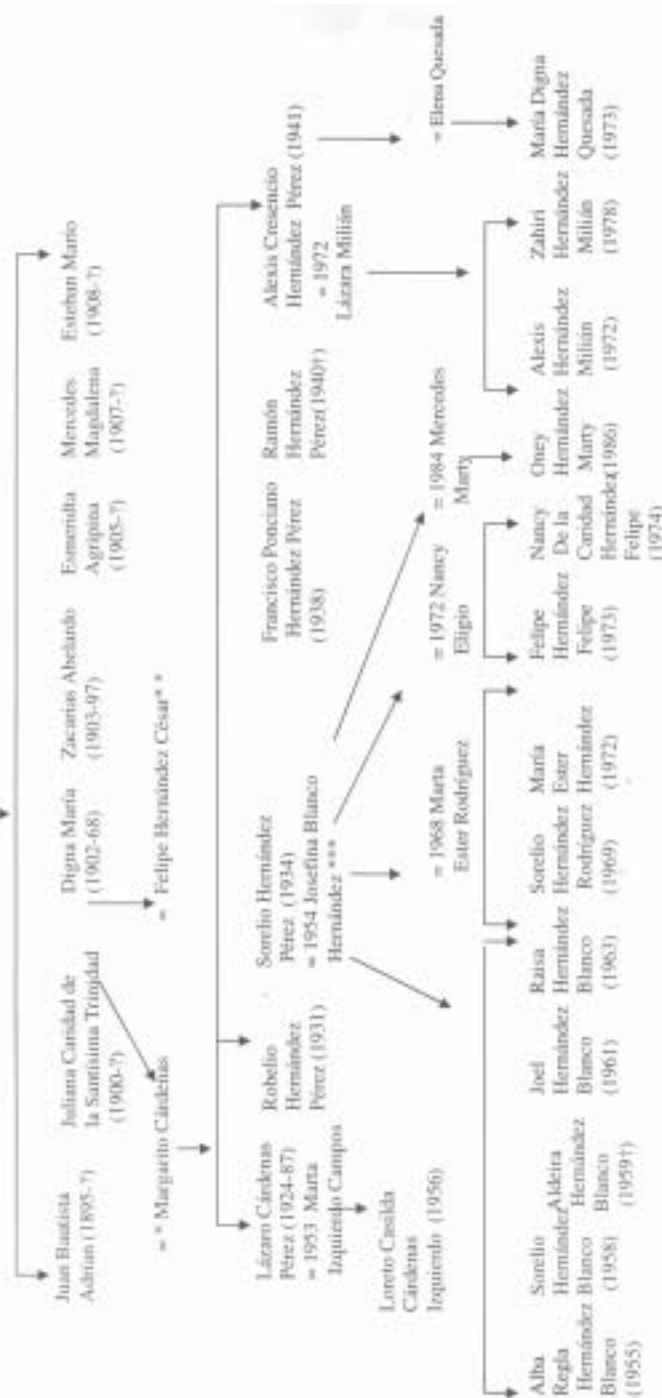 Juan Bautista
Adrian (1895-?)
Juliana Caridad de
la Santísima Trinidad
(1900-?)
Digna María
(1902-68)
Zacarías Abelardo
(1903-97)
Esmerilda
Agripina
(1905-?)
Mercedes
Magdalena
(1907-?)
Esteban Mario
(1908-?)
= * Margarito Cárdenas
= Felipe Hernández César**
Lázaro Cárdenas
Pérez (1924-87)
= 1953 Marta
Izquierdo Campos
Robelio
Hernández
Pérez (1931)
Sorelio Hernández
Pérez (1934)
= 1954 Josefina Blanco
Hernández ***
Francisco Ponciano
Hernández Pérez
(1938)
Ramón
Hernández
Pérez(1940†)
Alexis Cresencio
Hernández Pérez (1941)
= 1972
Lázara Milián
Loreto Casilda
Cárdenas
Izquierdo (1956)
= 1968 Marta
Ester Rodríguez
= 1972 Nancy
Eligio
= 1984 Mercedes
Marty
= Elena Quesada
Alba
Regla
Hernández
Blanco
(1955)
Sorelio
Hernández
Blanco
(1958)
Aldeira
Hernández
Blanco
(1959†)
Joel
Hernández
Blanco
(1961)
Raisa
Hernández
Blanco
(1963)
Sorelio
Hernández
Rodríguez
(1969)
María
Ester
Hernández
(1972)
Felipe
Hernández
Felipe
(1973)
Nancy
De la
Caridad
Hernández
Felipe
(1974)
Oney
Hernández
Marty
(1986)
Alexis
Hernández
Milián
(1972)
Zahiri
Hernández
Milián
(1978)
María Digna
Hernández
Quesada
(1973)